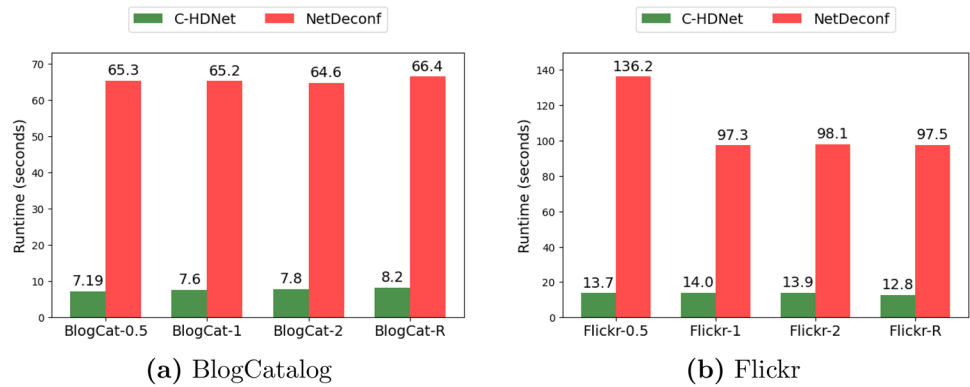 C-HDNet NetDeconf
70
60
50
40
30
20
10
0
Runtime (seconds)
65.3 65.2 64.6 66.4
7.19 7.6 7.8 8.2
BlogCat-0.5 BlogCat-1 BlogCat-2 BlogCat-R
(a) BlogCatalog
C-HDNet NetDeconf
140
120
100
80
60
40
20
0
Runtime (seconds)
136.2 97.3 98.1 97.5
13.7 14.0 13.9 12.8
Flickr-0.5 Flickr-1 Flickr-2 Flickr-R
(b) Flickr